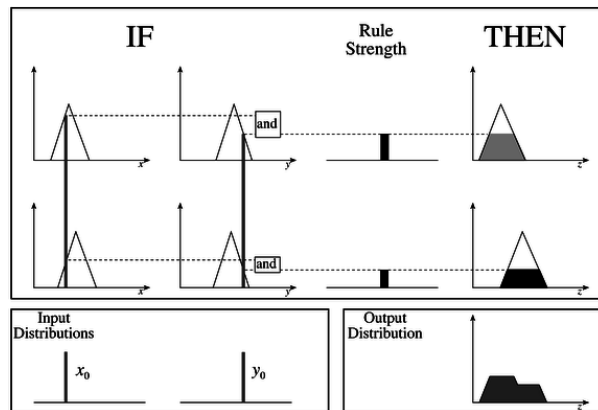 IF
Rule
Strength
THEN
and
x
y
z
and
x
y
z
Input
Distributions
x₀
y₀
Output
Distribution
z